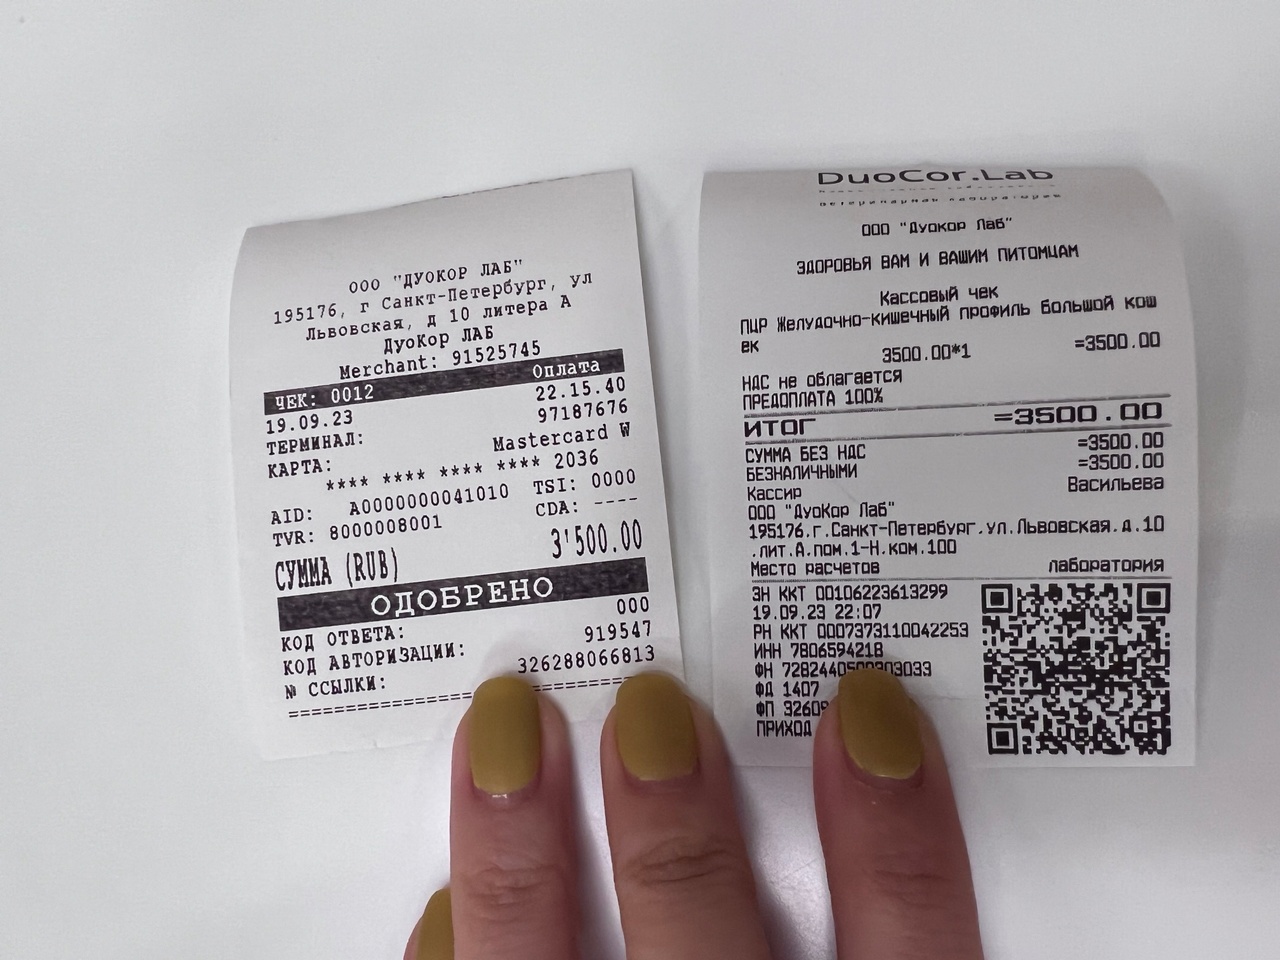 ООО "ДУОКОР ЛАБ"
195176, г Санкт-Петербург, ул
Львовская, д 10 литера А
ДуоКор ЛАБ
Merchant: 91525745
ЧЕК: 0012 Оплата
19.09.23 22.15.40
ТЕРМИНАЛ: 97187676
КАРТА: Mastercard W
**** **** **** **** 2036
AID: A0000000041010 TSI: 0000
TVR: 8000008001 CDA: ----
СУММА (RUB) 3'500.00
ОДОБРЕНО
КОД ОТВЕТА: 000
КОД АВТОРИЗАЦИИ: 919547
№ ССЫЛКИ: 326288066813
================================
DuoCor.Lab
ветеринарная лаборатория
ООО "Дуокор Лаб"
ЗДОРОВЬЯ ВАМ И ВАШИМ ПИТОМЦАМ
Кассовый чек
ПЦР Желудочно-кишечный профиль большой кош
ек
3500.00*1 =3500.00
НДС не облагается
ПРЕДОПЛАТА 100%
ИТОГ =3500.00
СУММА БЕЗ НДС =3500.00
БЕЗНАЛИЧНЫМИ =3500.00
Кассир Васильева
ООО "ДуоКор Лаб"
195176.г.Санкт-Петербург.ул.Львовская.д.10
.лит.А.пом.1-Н.ком.100
Место расчетов лаборатория
ЗН ККТ 00106223613299
19.09.23 22:07
РН ККТ 0007373110042253
ИНН 7806594218
ФН
ФД 1407
ФП
ПРИХОД